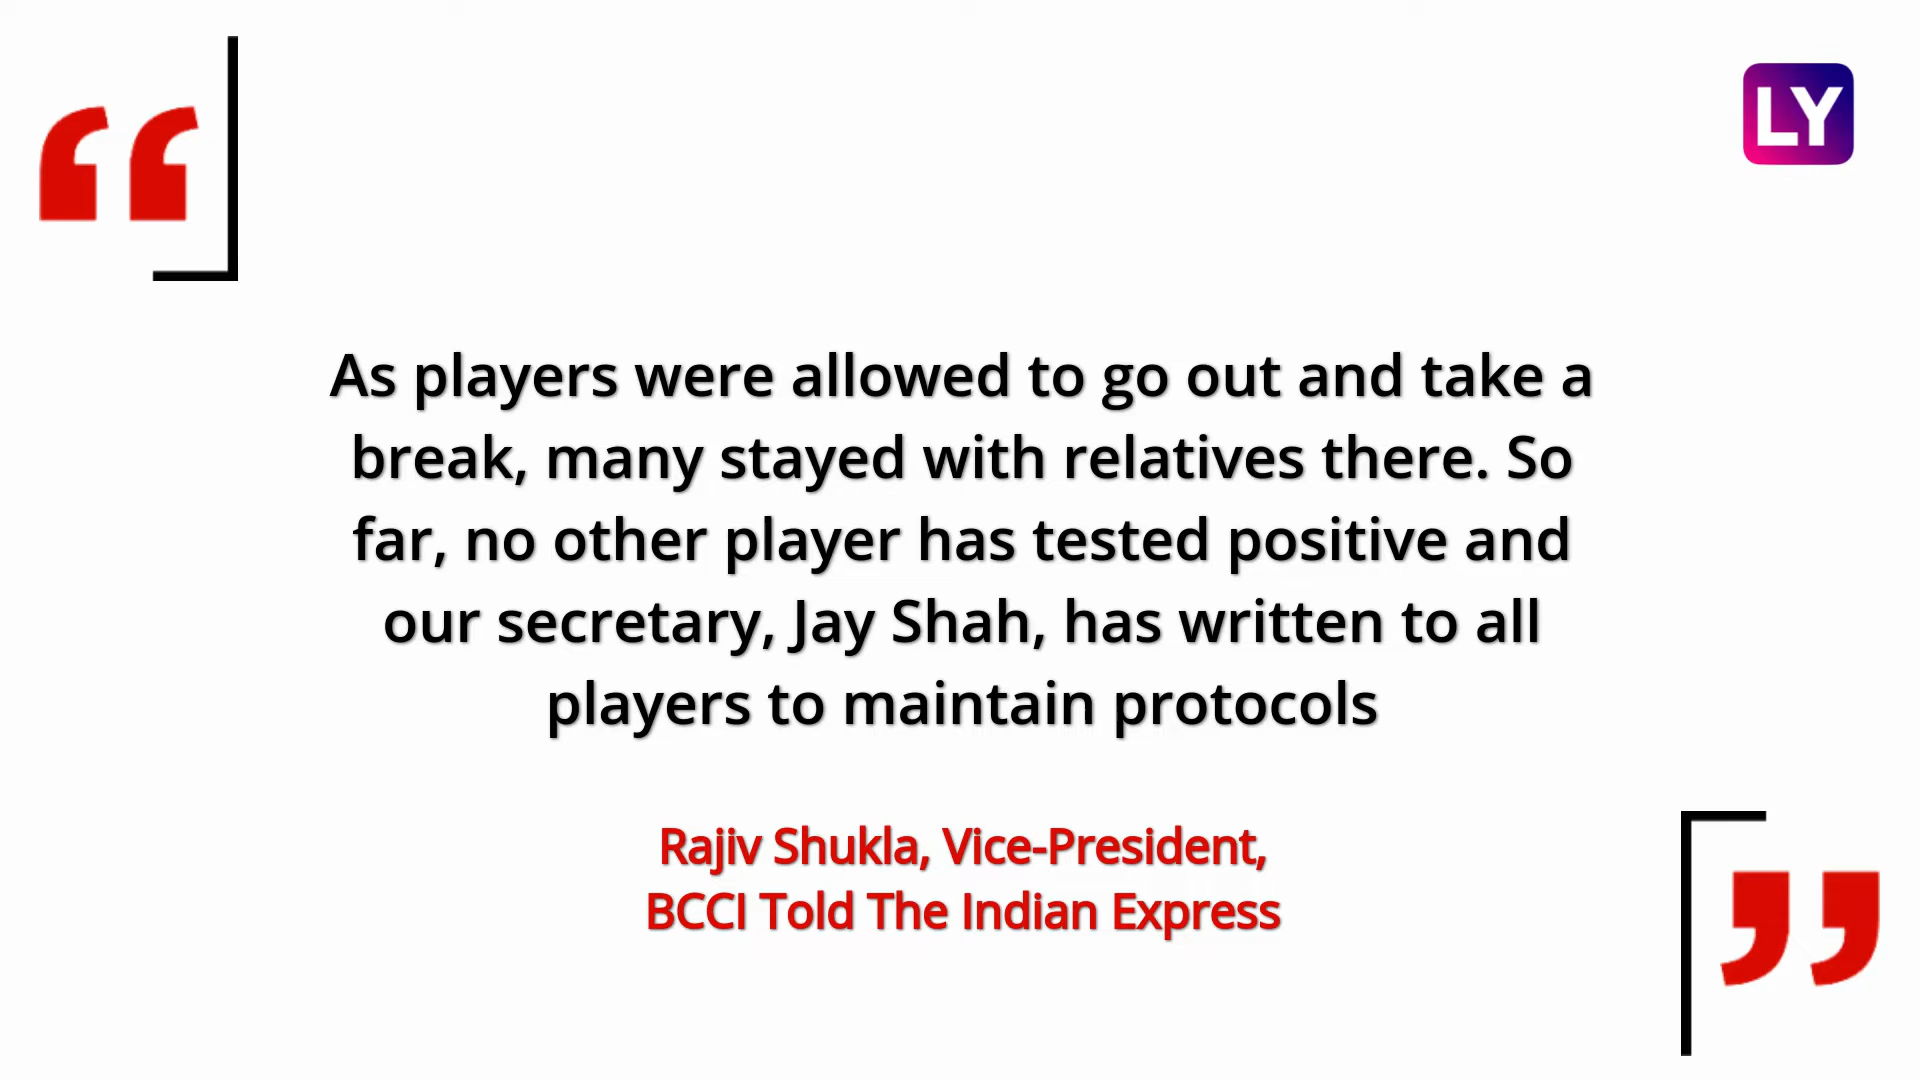 LY
As players were allowed to go out and take a
break, many stayed with relatives there. So
far, no other player has tested positive and
our secretary, Jay Shah, has written to all
players to maintain protocols
Rajiv Shukla, Vice-President,
BCCI Told The Indian Express